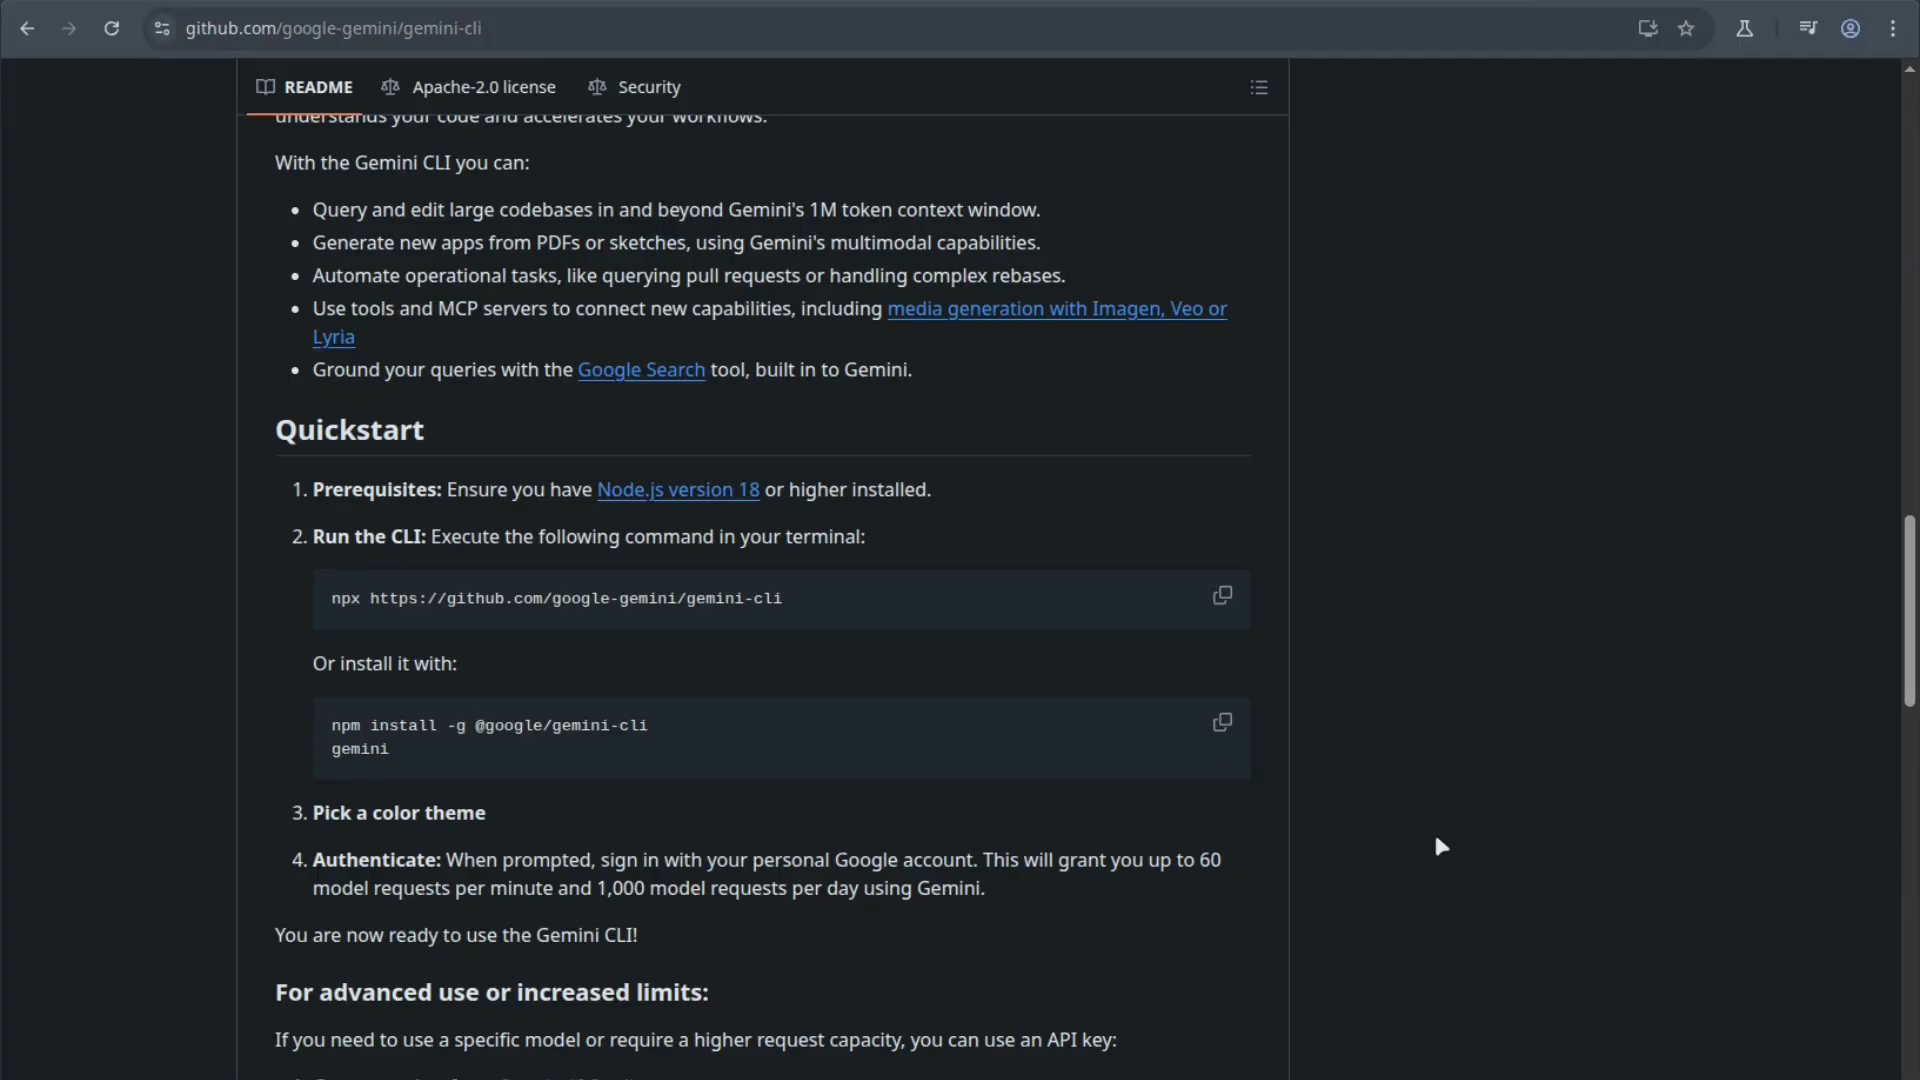 github.com/google-gemini/gemini-cli
README
Apache-2.0 license
Security
understands your code and accelerates your workflows.
With the Gemini CLI you can:
• Query and edit large codebases in and beyond Gemini's 1M token context window.
• Generate new apps from PDFs or sketches, using Gemini's multimodal capabilities.
• Automate operational tasks, like querying pull requests or handling complex rebases.
• Use tools and MCP servers to connect new capabilities, including media generation with Imagen, Veo or
Lyria
• Ground your queries with the Google Search tool, built in to Gemini.
Quickstart
1. Prerequisites: Ensure you have Node.js version 18 or higher installed.
2. Run the CLI: Execute the following command in your terminal:
npx https://github.com/google-gemini/gemini-cli
Or install it with:
npm install -g @google/gemini-cli
gemini
3. Pick a color theme
4. Authenticate: When prompted, sign in with your personal Google account. This will grant you up to 60
model requests per minute and 1,000 model requests per day using Gemini.
You are now ready to use the Gemini CLI!
For advanced use or increased limits:
If you need to use a specific model or require a higher request capacity, you can use an API key: